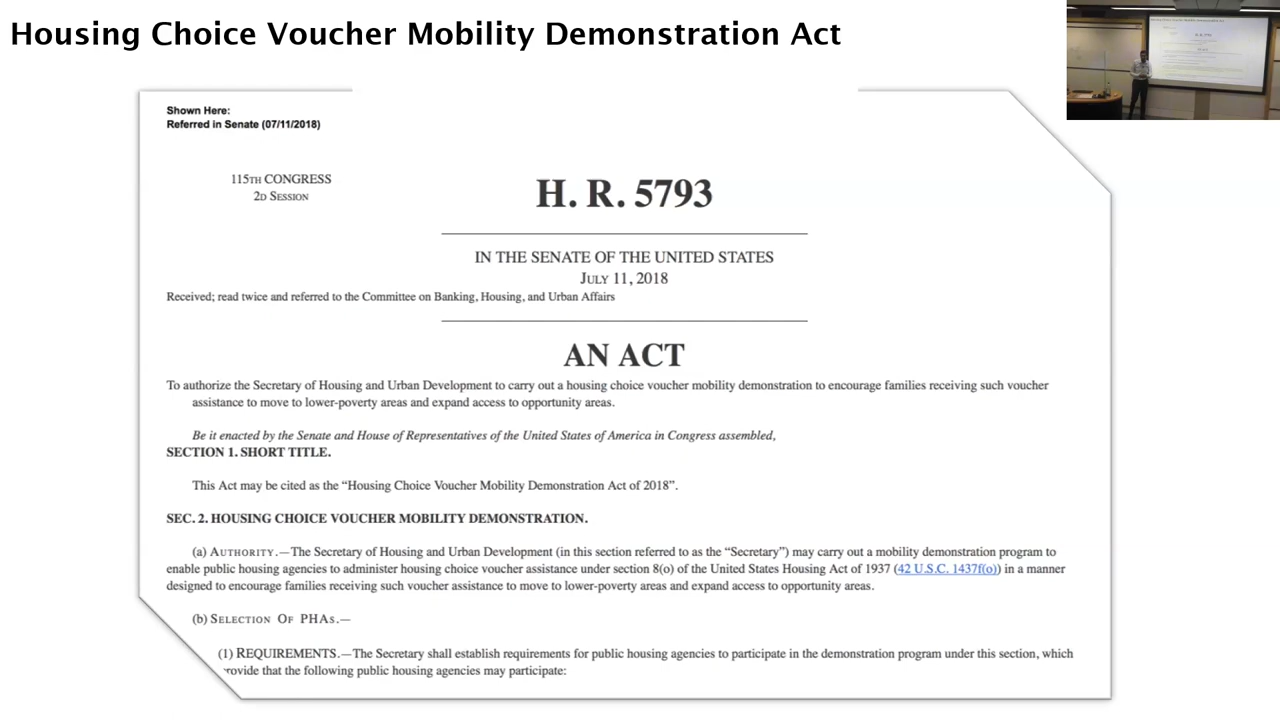 Housing Choice Voucher Mobility Demonstration Act
Shown Here:
Referred in Senate (07/11/2018)
115TH CONGRESS
2D SESSION
H. R. 5793
IN THE SENATE OF THE UNITED STATES
JULY 11, 2018
Received; read twice and referred to the Committee on Banking, Housing, and Urban Affairs
AN ACT
To authorize the Secretary of Housing and Urban Development to carry out a housing choice voucher mobility demonstration to encourage families receiving such voucher
assistance to move to lower-poverty areas and expand access to opportunity areas.
Be it enacted by the Senate and House of Representatives of the United States of America in Congress assembled,
SECTION 1. SHORT TITLE.
This Act may be cited as the “Housing Choice Voucher Mobility Demonstration Act of 2018”.
SEC. 2. HOUSING CHOICE VOUCHER MOBILITY DEMONSTRATION.
(a) AUTHORITY.—The Secretary of Housing and Urban Development (in this section referred to as the “Secretary”) may carry out a mobility demonstration program to
enable public housing agencies to administer housing choice voucher assistance under section 8(o) of the United States Housing Act of 1937 (42 U.S.C. 1437f(o)) in a manner
designed to encourage families receiving such voucher assistance to move to lower-poverty areas and expand access to opportunity areas.
(b) SELECTION OF PHAS.—
(1) REQUIREMENTS.—The Secretary shall establish requirements for public housing agencies to participate in the demonstration program under this section, which
rovide that the following public housing agencies may participate: